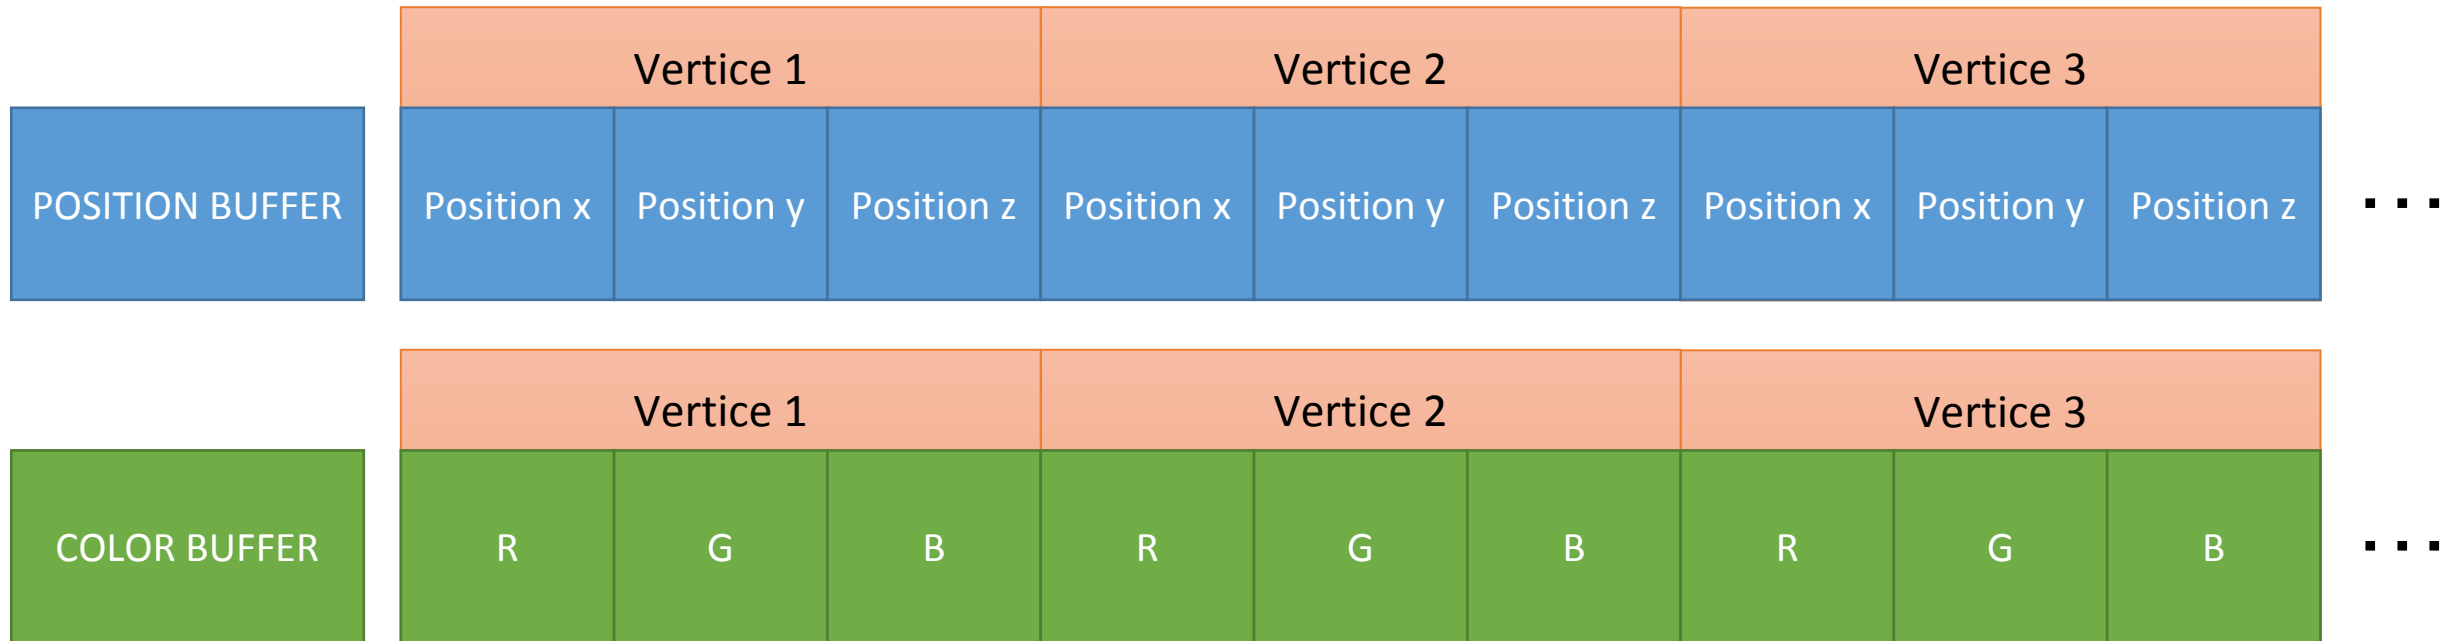 Vertice 1 Vertice 2 Vertice 3
POSITION BUFFER Position x Position y Position z Position x Position y Position z Position x Position y Position z . . .
Vertice 1 Vertice 2 Vertice 3
COLOR BUFFER R G B R G B R G B . . .